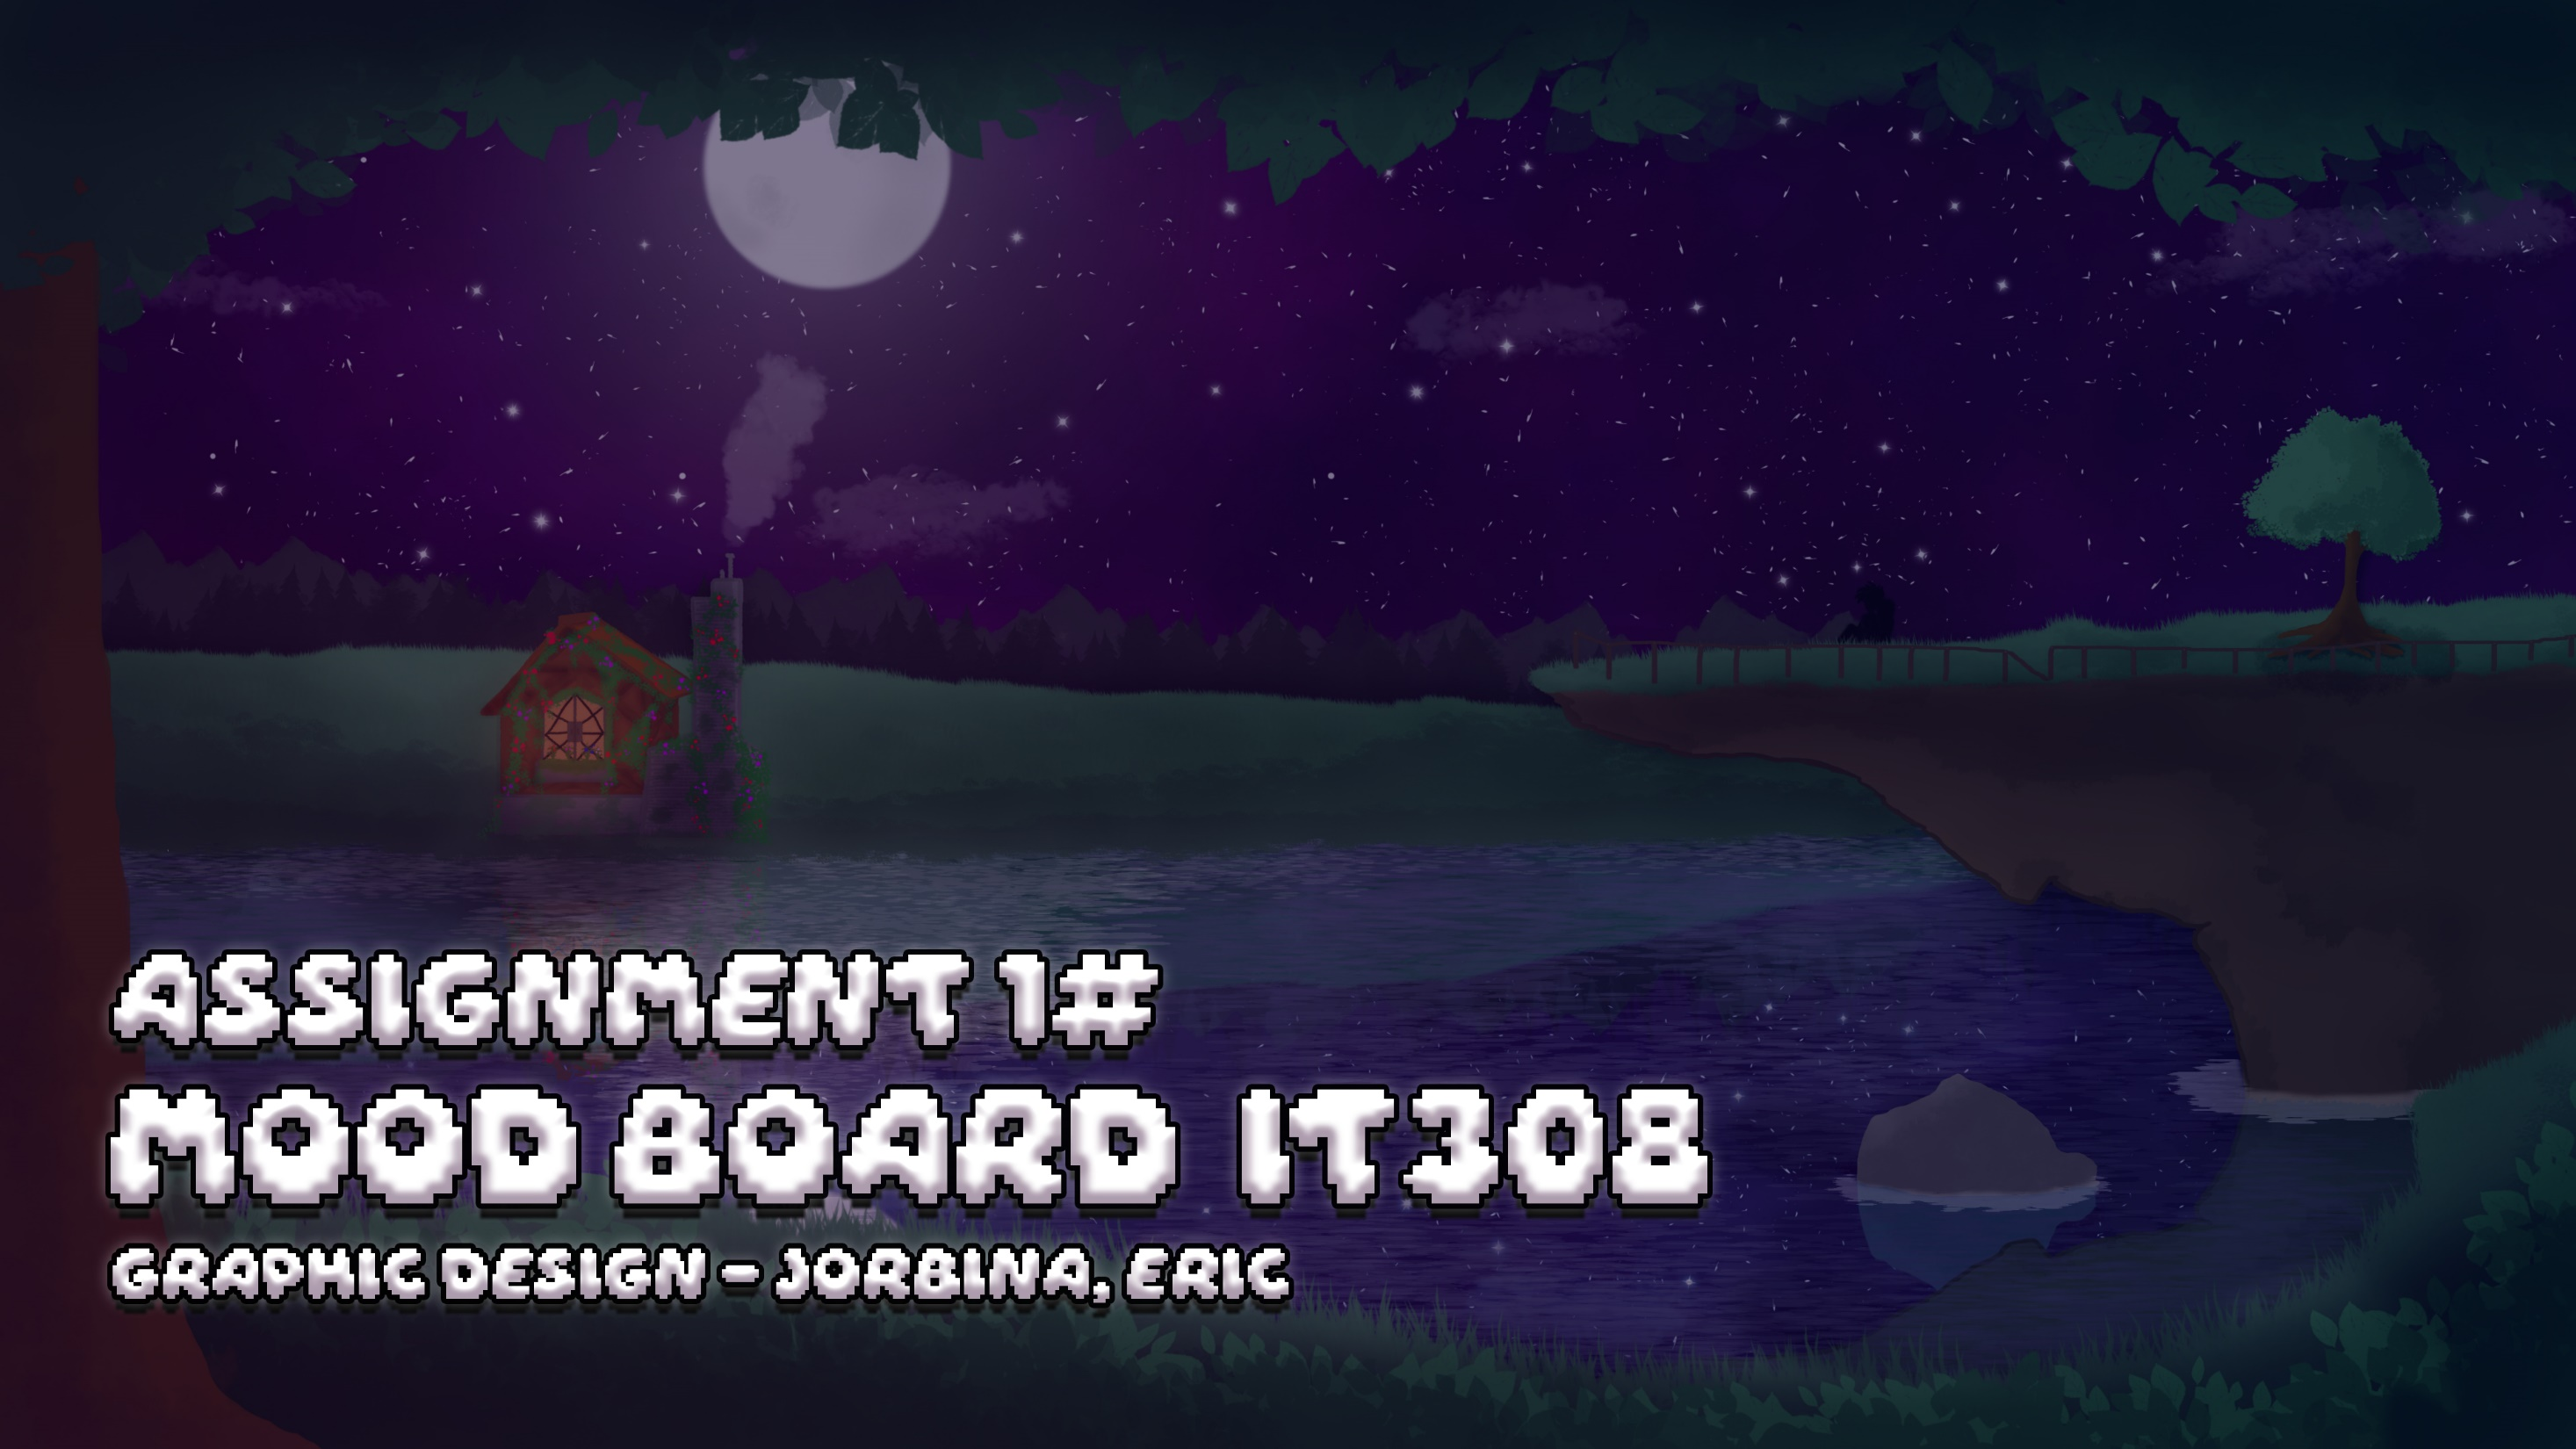 ASSIGNMENT 1#
MOOD BOARD IT308
GRAPHIC DESIGN - JORBINA, ERIC